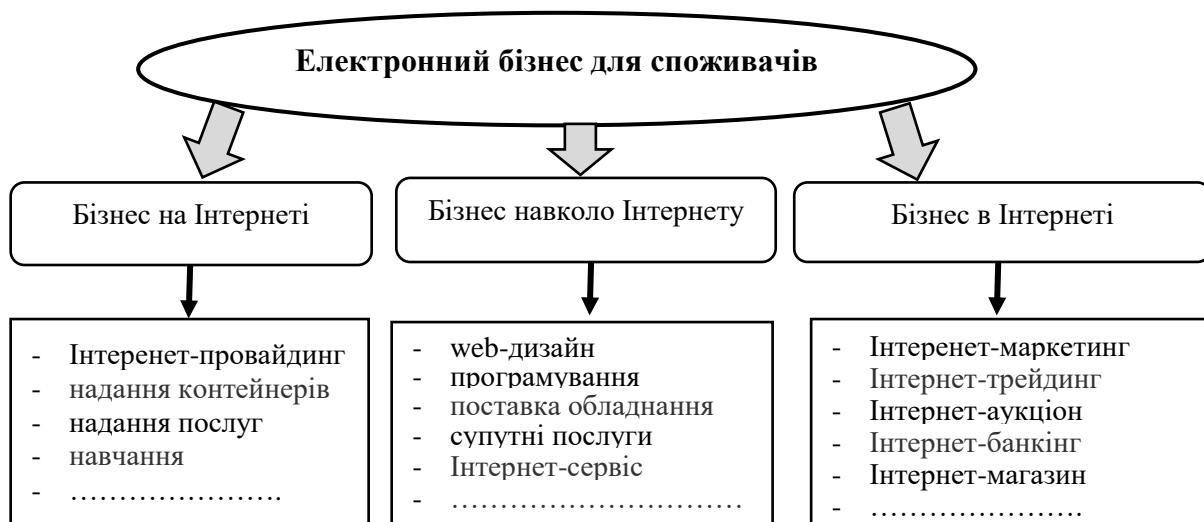 Електронний бізнес для споживачів
Бізнес на Інтернеті
Бізнес навколо Інтернету
Бізнес в Інтернеті
- Інтеренет-провайдинг
- надання контейнерів
- надання послуг
- навчання
- …………………….
- web-дизайн
- програмування
- поставка обладнання
- супутні послуги
- Інтернет-сервіс
- …………………………
- Інтеренет-маркетинг
- Інтернет-трейдинг
- Інтернет-аукціон
- Інтернет-банкінг
- Інтернет-магазин
- …………………